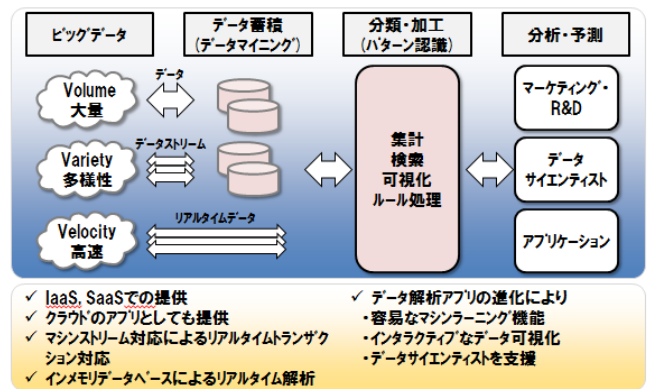 ビッグデータ
データ蓄積
(データマイニング)
分類・加工
(パターン認識)
分析・予測
Volume
大量
データ
Variety
多様性
データストリーム
Velocity
高速
リアルタイムデータ
集計
検索
可視化
ルール処理
マーケティング・
R&D
データ
サイエンティスト
アプリケーション
✓ IaaS, SaaSでの提供
✓ クラウドのアプリとしても提供
✓ マシンストリーム対応によるリアルタイムトランザク
ション対応
✓ インメモリデータベースによるリアルタイム解析
✓ データ解析アプリの進化により
・容易なマシンラーニング機能
・インタラクティブなデータ可視化
・データサイエンティストを支援